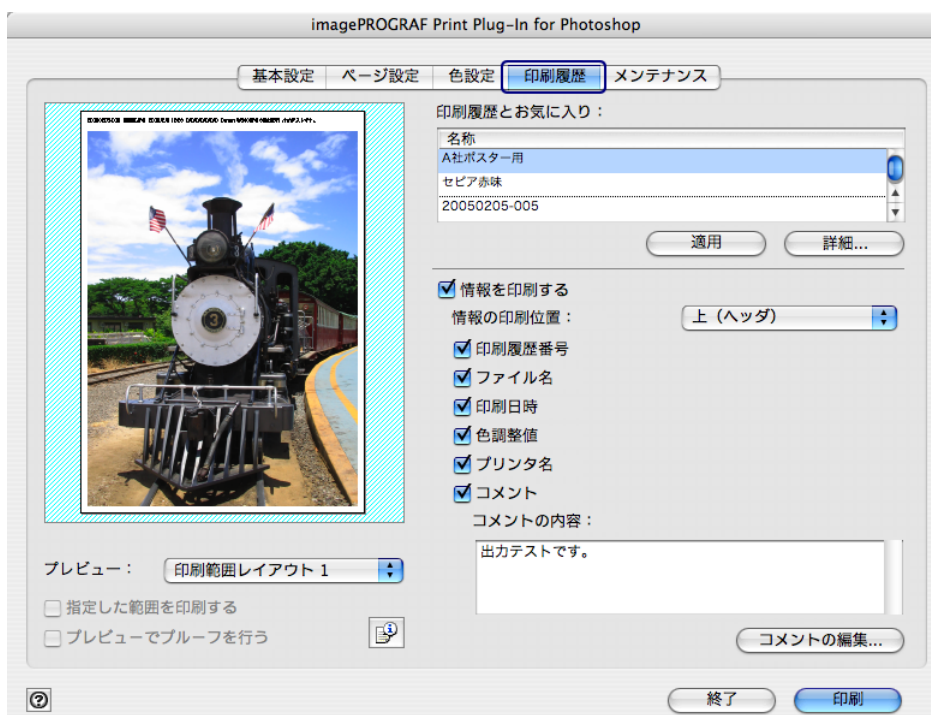 imagePROGRAF Print Plug-In for Photoshop
基本設定 ページ設定 色設定 印刷履歴 メンテナンス
印刷履歴とお気に入り：
名称
A社ポスター用
セピア赤味
20050205-005
適用 詳細...
情報を印刷する
情報の印刷位置： 上（ヘッダ）
印刷履歴番号
ファイル名
印刷日時
色調整値
プリンタ名
コメント
コメントの内容：
出力テストです。
コメントの編集...
3
プレビュー： 印刷範囲レイアウト 1
指定した範囲を印刷する
プレビューでプルーフを行う
終了 印刷